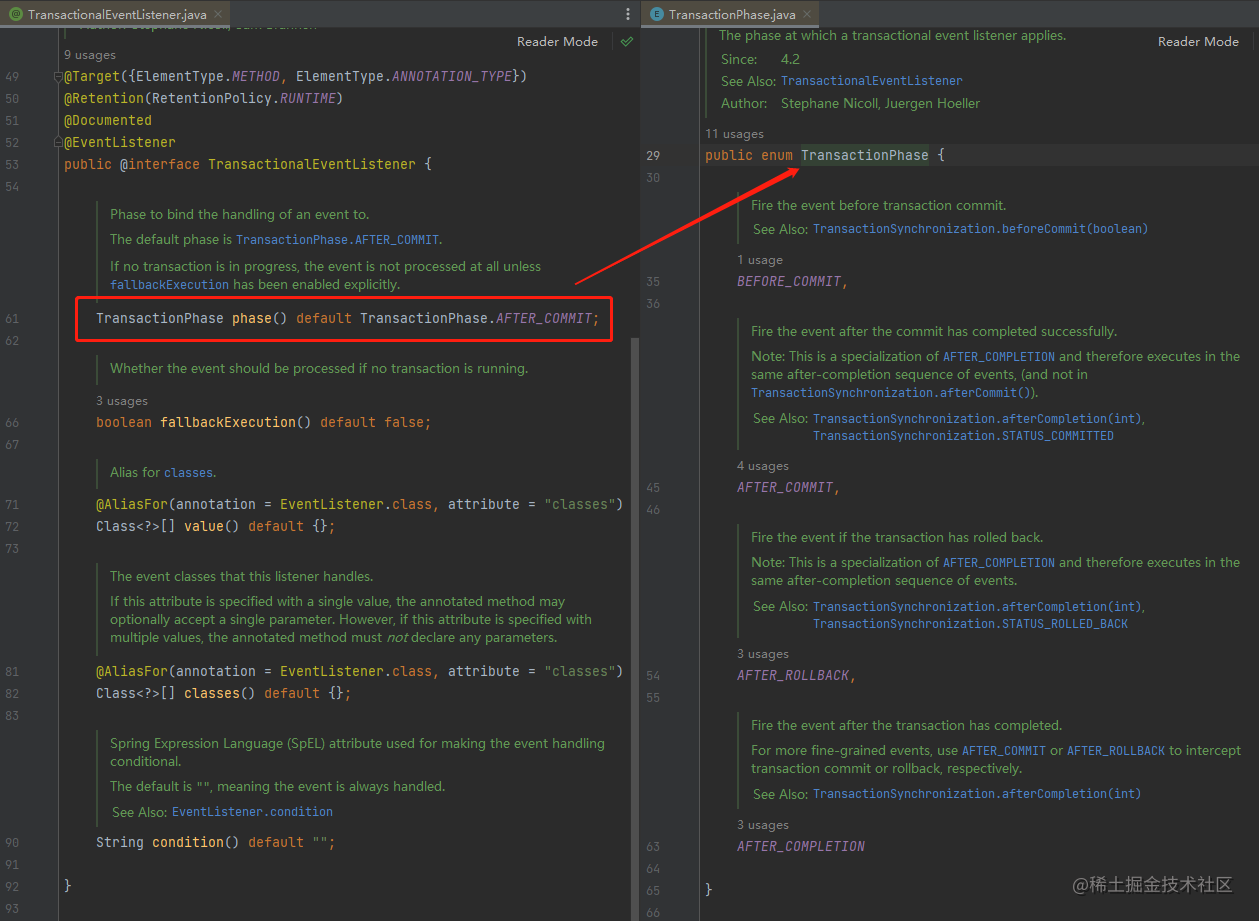 TransactionalEventListener.java
Reader Mode
9 usages
49 @Target({ElementType.METHOD, ElementType.ANNOTATION_TYPE})
50 @Retention(RetentionPolicy.RUNTIME)
51 @Documented
52 @EventListener
53 public @interface TransactionalEventListener {
54
Phase to bind the handling of an event to.
The default phase is TransactionPhase.AFTER_COMMIT.
If no transaction is in progress, the event is not processed at all unless
fallbackExecution has been enabled explicitly.
61 TransactionPhase phase() default TransactionPhase.AFTER_COMMIT;
62
Whether the event should be processed if no transaction is running.
3 usages
66 boolean fallbackExecution() default false;
67
Alias for classes.
71 @AliasFor(annotation = EventListener.class, attribute = "classes")
72 Class<?>[] value() default {};
73
The event classes that this listener handles.
If this attribute is specified with a single value, the annotated method may
optionally accept a single parameter. However, if this attribute is specified with
multiple values, the annotated method must not declare any parameters.
81 @AliasFor(annotation = EventListener.class, attribute = "classes")
82 Class<?>[] classes() default {};
83
Spring Expression Language (SpEL) attribute used for making the event handling
conditional.
The default is "", meaning the event is always handled.
See Also: EventListener.condition
90 String condition() default "";
91
92 }
93
TransactionPhase.java
The phase at which a transactional event listener applies.
Reader Mode
Since: 4.2
See Also: TransactionalEventListener
Author: Stephane Nicoll, Juergen Hoeller
11 usages
29 public enum TransactionPhase {
30
Fire the event before transaction commit.
See Also: TransactionSynchronization.beforeCommit(boolean)
1 usage
35 BEFORE_COMMIT,
36
Fire the event after the commit has completed successfully.
Note: This is a specialization of AFTER_COMPLETION and therefore executes in the
same after-completion sequence of events, (and not in
TransactionSynchronization.afterCommit()).
See Also: TransactionSynchronization.afterCompletion(int),
TransactionSynchronization.STATUS_COMMITTED
4 usages
45 AFTER_COMMIT,
46
Fire the event if the transaction has rolled back.
Note: This is a specialization of AFTER_COMPLETION and therefore executes in the
same after-completion sequence of events.
See Also: TransactionSynchronization.afterCompletion(int),
TransactionSynchronization.STATUS_ROLLED_BACK
3 usages
54 AFTER_ROLLBACK,
55
Fire the event after the transaction has completed.
For more fine-grained events, use AFTER_COMMIT or AFTER_ROLLBACK to intercept
transaction commit or rollback, respectively.
See Also: TransactionSynchronization.afterCompletion(int)
3 usages
63 AFTER_COMPLETION
64
65 }
66
@稀土掘金技术社区